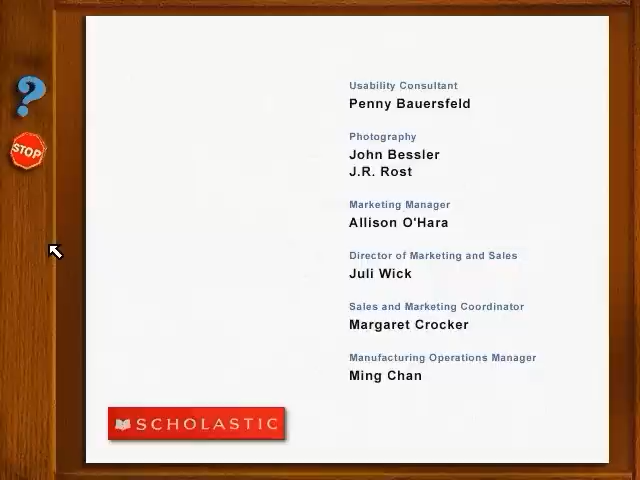 ?
STOP
Usability Consultant
Penny Bauersfeld
Photography
John Bessler
J.R. Rost
Marketing Manager
Allison O'Hara
Director of Marketing and Sales
Juli Wick
Sales and Marketing Coordinator
Margaret Crocker
Manufacturing Operations Manager
Ming Chan
SCHOLASTIC